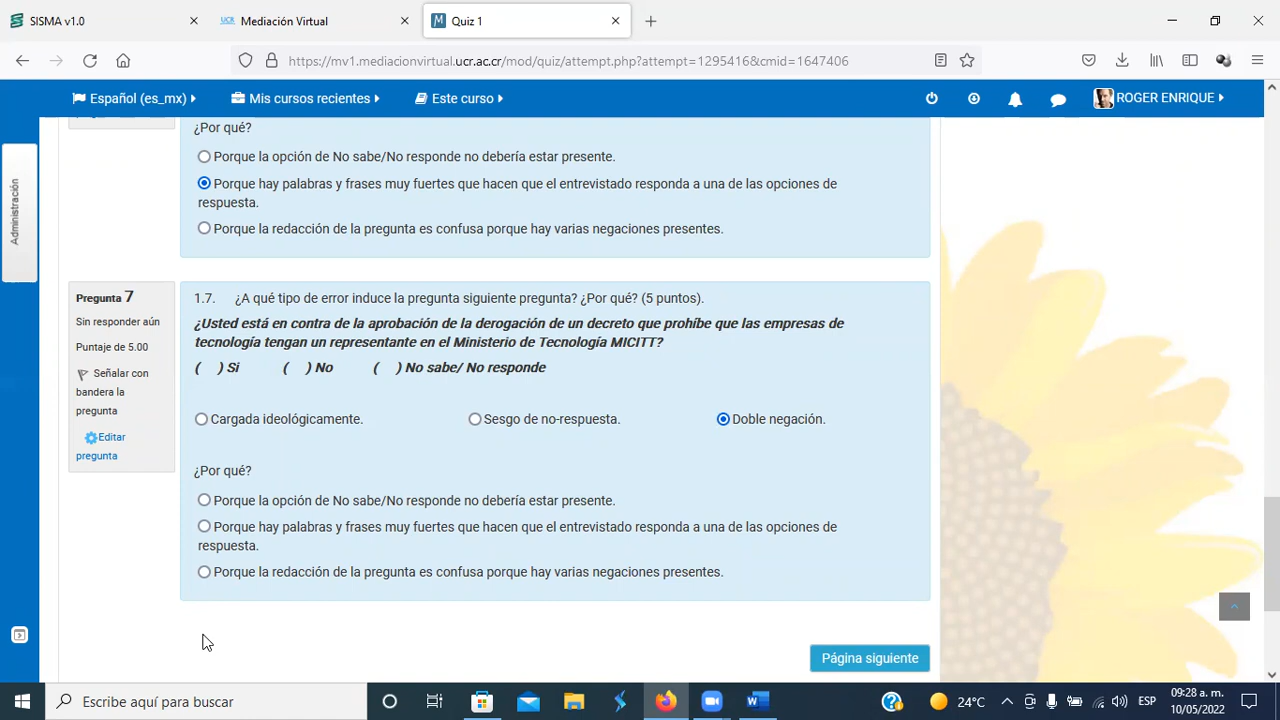 SISMA v1.0
UCR Mediación Virtual
M Quiz 1
https://mv1.mediacionvirtual.ucr.ac.cr/mod/quiz/attempt.php?attempt=1295416&cmid=1647406
Español (es_mx) Mis cursos recientes Este curso ROGER ENRIQUE
Administración
¿Por qué?
Porque la opción de No sabe/No responde no debería estar presente.
Porque hay palabras y frases muy fuertes que hacen que el entrevistado responda a una de las opciones de
respuesta.
Porque la redacción de la pregunta es confusa porque hay varias negaciones presentes.
Pregunta 7
Sin responder aún
Puntaje de 5.00
Señalar con
bandera la
pregunta
Editar
pregunta
1.7. ¿A qué tipo de error induce la pregunta siguiente pregunta? ¿Por qué? (5 puntos).
¿Usted está en contra de la aprobación de la derogación de un decreto que prohíbe que las empresas de
tecnología tengan un representante en el Ministerio de Tecnología MICITT?
( ) Si ( ) No ( ) No sabe/ No responde
Cargada ideológicamente. Sesgo de no-respuesta. Doble negación.
¿Por qué?
Porque la opción de No sabe/No responde no debería estar presente.
Porque hay palabras y frases muy fuertes que hacen que el entrevistado responda a una de las opciones de
respuesta.
Porque la redacción de la pregunta es confusa porque hay varias negaciones presentes.
Página siguiente
Escribe aquí para buscar
24°C
ESP
09:28 a. m.
10/05/2022